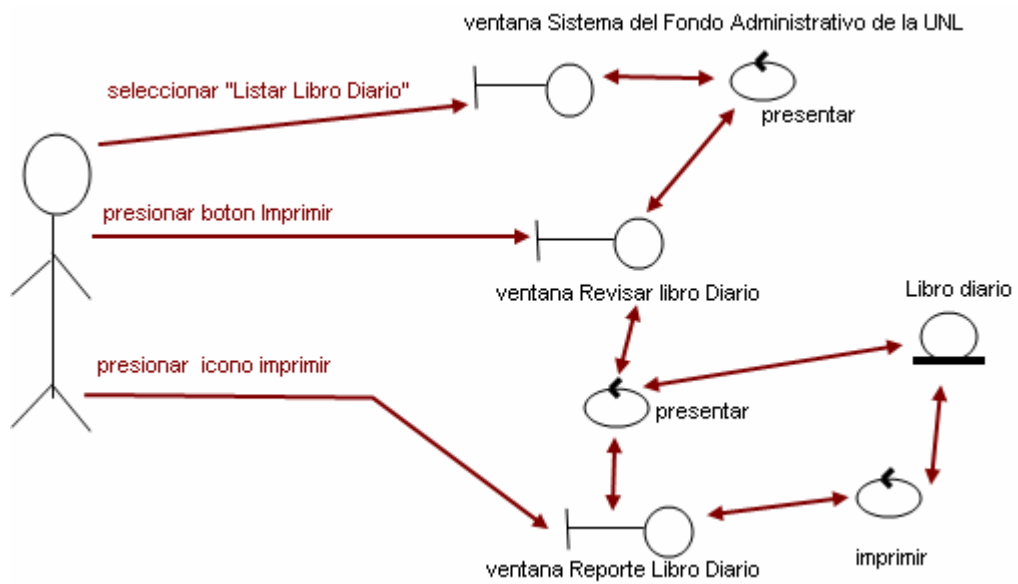 ventana Sistema del Fondo Administrativo de la UNL
seleccionar "Listar Libro Diario"
presentar
presionar boton Imprimir
ventana Revisar libro Diario
Libro diario
presionar icono imprimir
presentar
imprimir
ventana Reporte Libro Diario